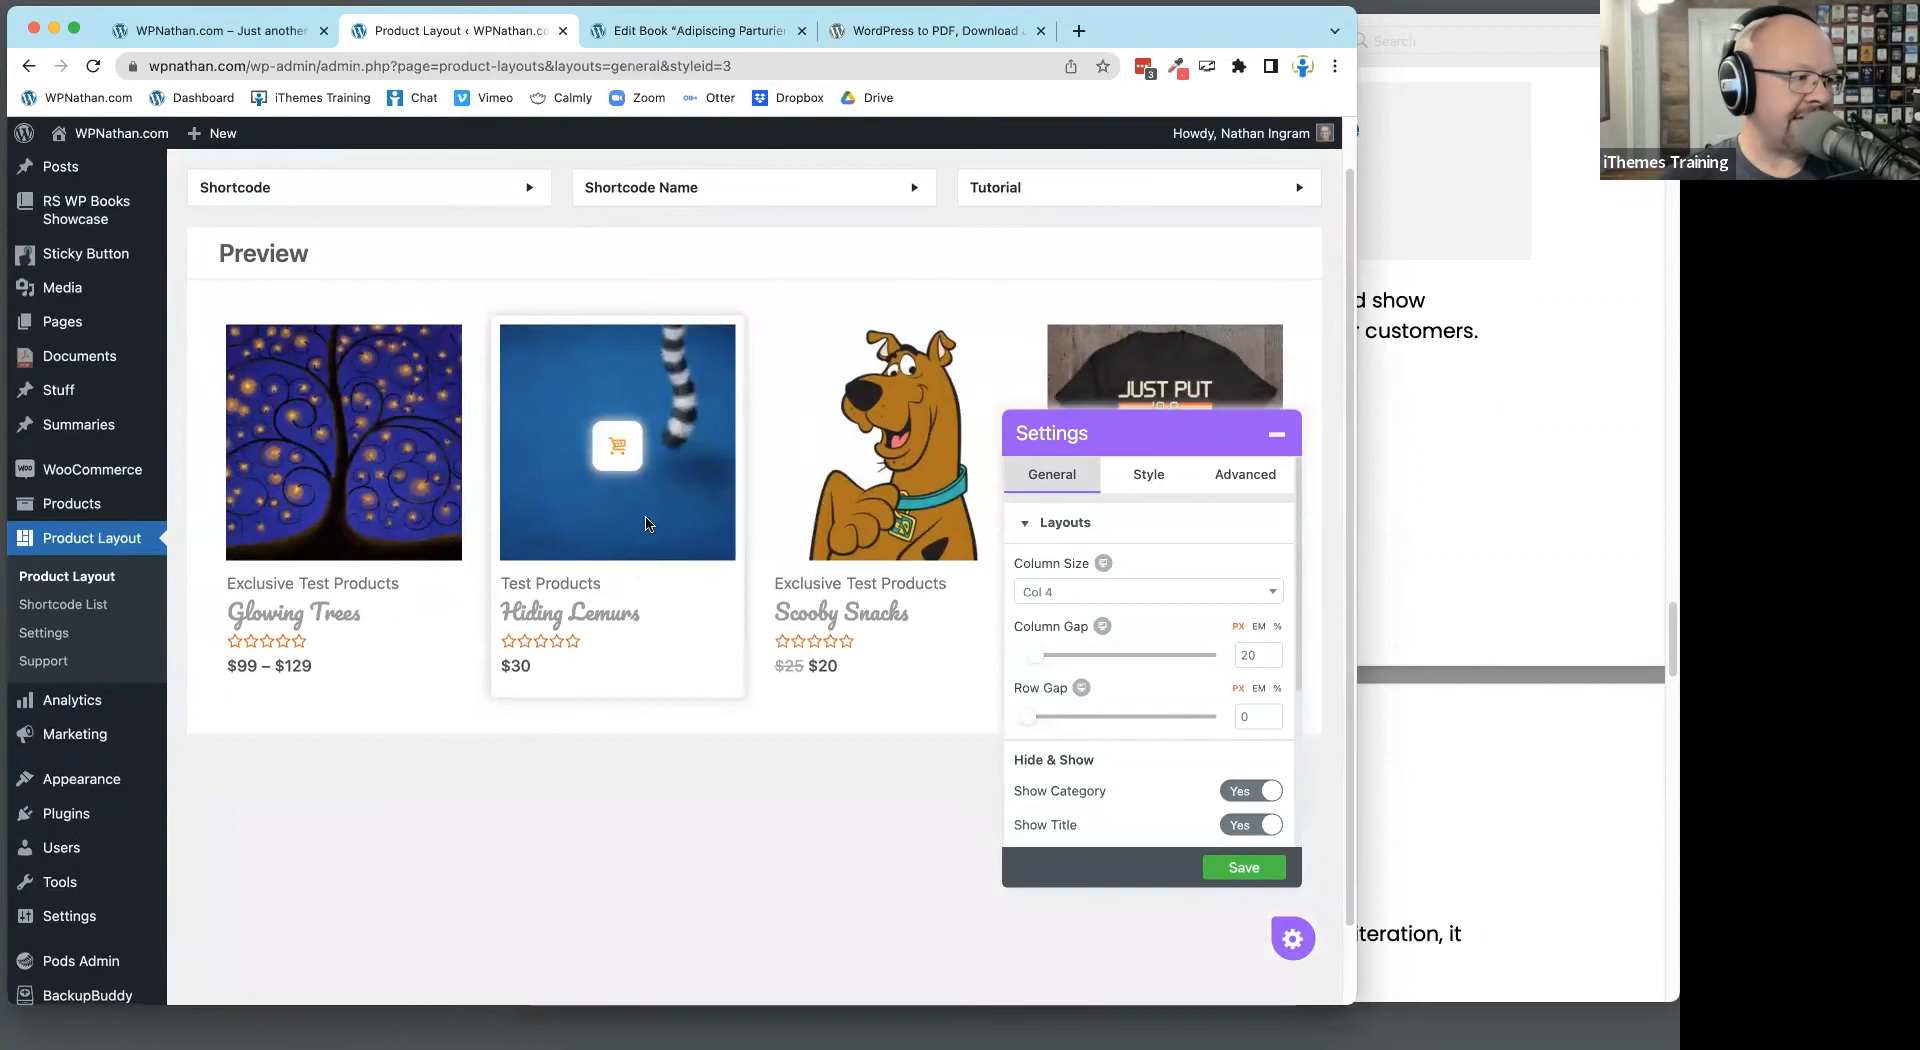 WPNathan.com – Just another
Product Layout ‹ WPNathan.co
Edit Book “Adipiscing Parturie
WordPress to PDF, Download
wpnathan.com/wp-admin/admin.php?page=product-layouts&layouts=general&styleid=3
3
WPNathan.com
Dashboard
iThemes Training
Chat
Vimeo
Calmly
Zoom
Otter
Dropbox
Drive
WPNathan.com
New
Howdy, Nathan Ingram
Posts
RS WP Books
Showcase
Sticky Button
Media
Pages
Documents
Stuff
Summaries
WooCommerce
Products
Product Layout
Product Layout
Shortcode List
Settings
Support
Analytics
Marketing
Appearance
Plugins
Users
Tools
Settings
Pods Admin
BackupBuddy
Shortcode
Shortcode Name
Tutorial
Preview
JUST PUT
Exclusive Test Products
Glowing Trees
$99 – $129
Test Products
Hiding Lemurs
$30
Exclusive Test Products
Scooby Snacks
$25 $20
Settings
General
Style
Advanced
Layouts
Column Size
Col 4
Column Gap
PX EM %
20
Row Gap
PX EM %
0
Hide & Show
Show Category
Yes
Show Title
Yes
Save
Search
d show
customers.
teration, it
iThemes Training